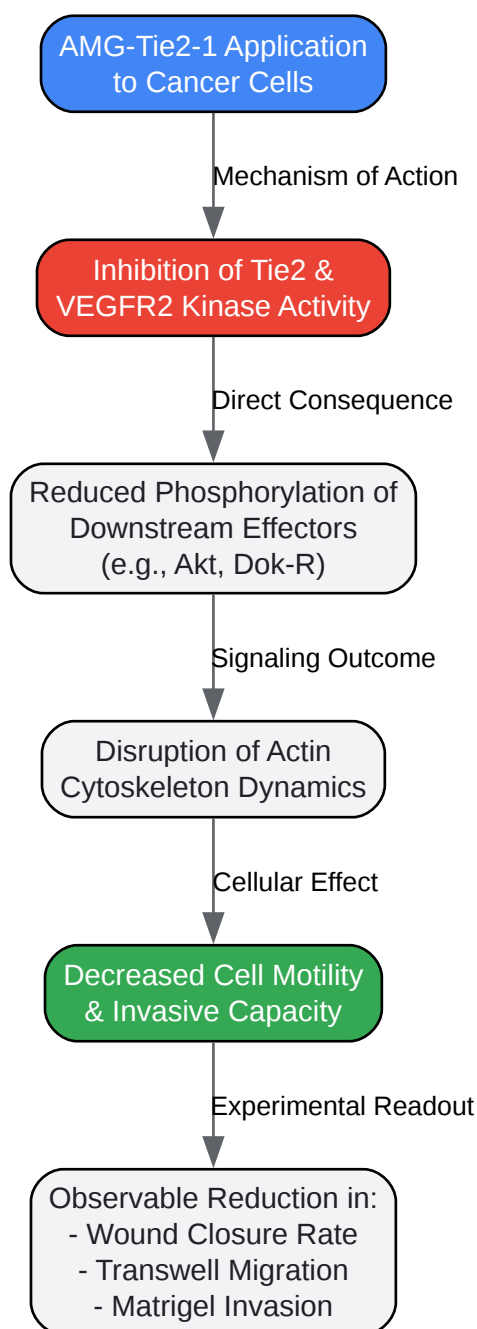 AMG-Tie2-1 Application
to Cancer Cells
Mechanism of Action
Inhibition of Tie2 &
VEGFR2 Kinase Activity
Direct Consequence
Reduced Phosphorylation of
Downstream Effectors
(e.g., Akt, Dok-R)
Signaling Outcome
Disruption of Actin
Cytoskeleton Dynamics
Cellular Effect
Decreased Cell Motility
& Invasive Capacity
Experimental Readout
Observable Reduction in:
- Wound Closure Rate
- Transwell Migration
- Matrigel Invasion